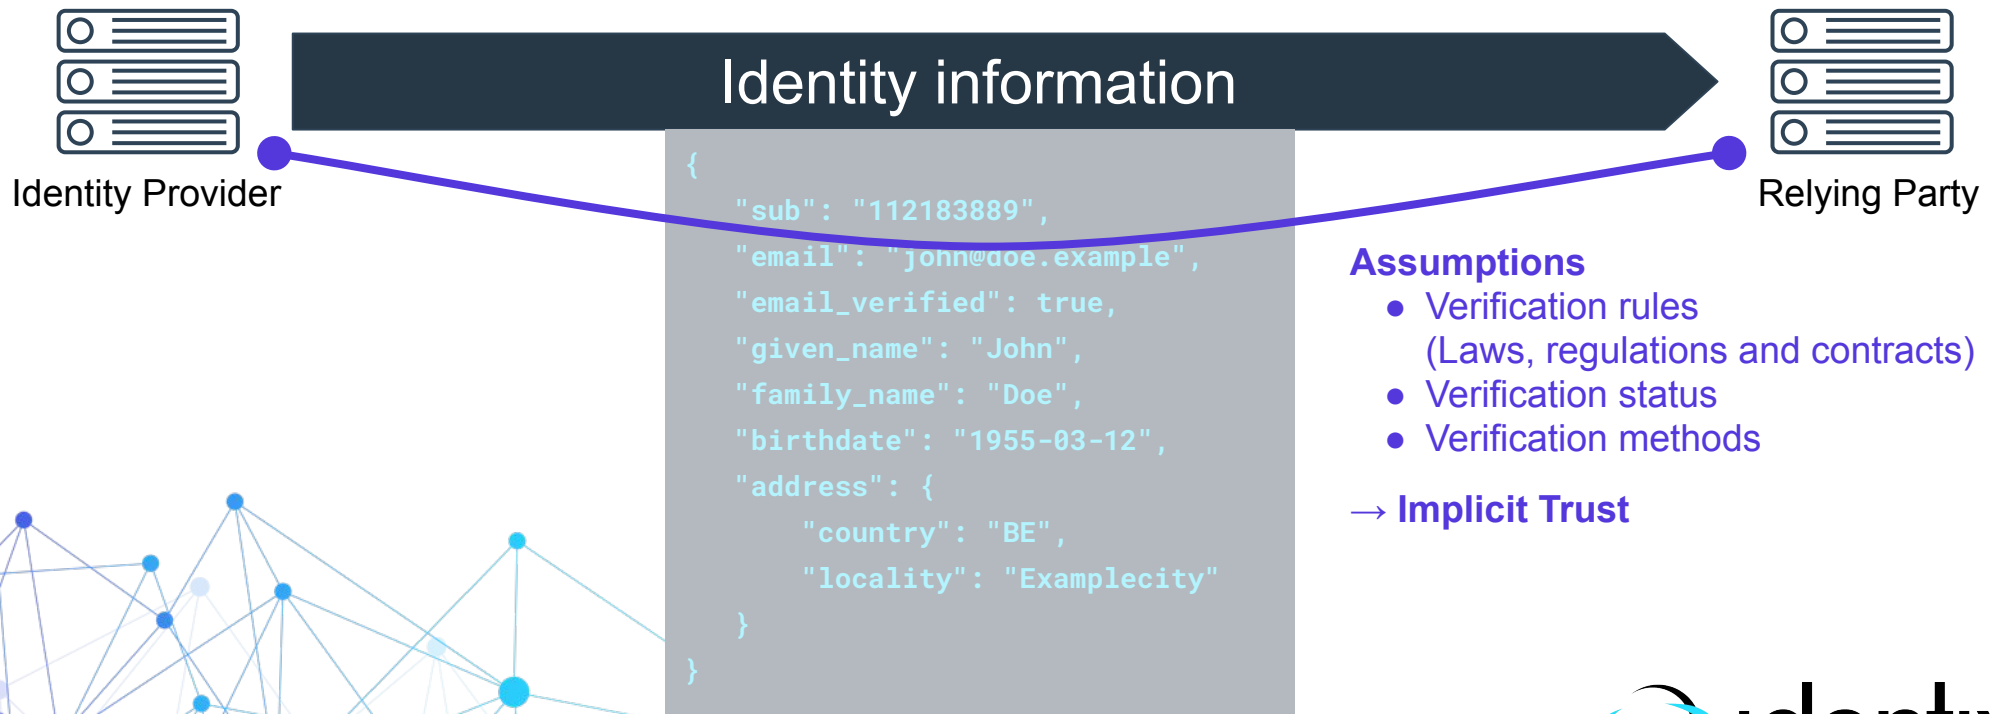 Identity information
Identity Provider
Relying Party
{
"sub": "112183889",
"email": "john@doe.example",
"email_verified": true,
"given_name": "John",
"family_name": "Doe",
"birthdate": "1955-03-12",
"address": {
"country": "BE",
"locality": "Examplecity"
}
}
Assumptions
● Verification rules
(Laws, regulations and contracts)
● Verification status
● Verification methods
→ Implicit Trust